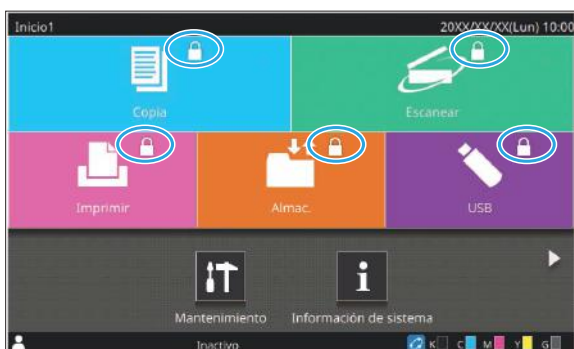 Inicio1 20XX/XX/XX(Lun) 10:00
Copia Escanear
Imprimir Almac. USB
Mantenimiento Información de sistema
Inactivo K C M Y G